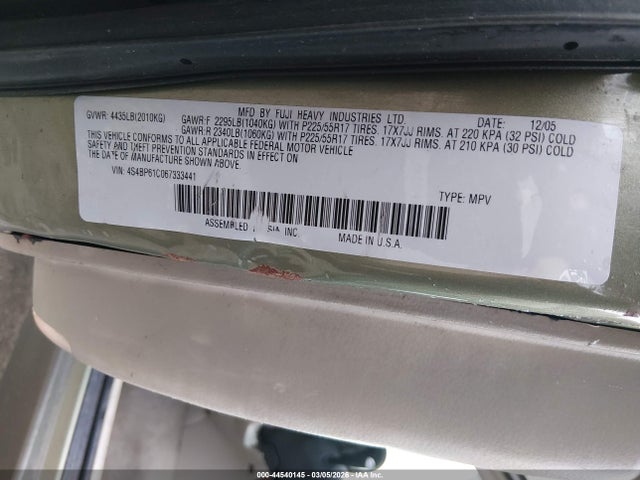 MFD BY FUJI HEAVY INDUSTRIES LTD. DATE: 12/05
GVWR: 4435LB(2010KG) GAWR:F 2295LB(1040KG) WITH P225/55R17 TIRES. 17X7JJ RIMS. AT 220 KPA (32 PSI) COLD
GAWR:R 2340LB(1060KG) WITH P225/55R17 TIRES. 17X7JJ RIMS. AT 210 KPA (30 PSI) COLD
THIS VEHICLE CONFORMS TO ALL APPLICABLE FEDERAL MOTOR VEHICLE
SAFETY AND THEFT PREVENTION STANDARDS IN EFFECT ON
THE DATE OF MANUFACTURE SHOWN ABOVE.
VIN: 4S4BP61C067333441 TYPE: MPV
ASSEMBLED INC. MADE IN U.S.A.
000-44540145 - 03/05/2026 - IAAI, Inc.